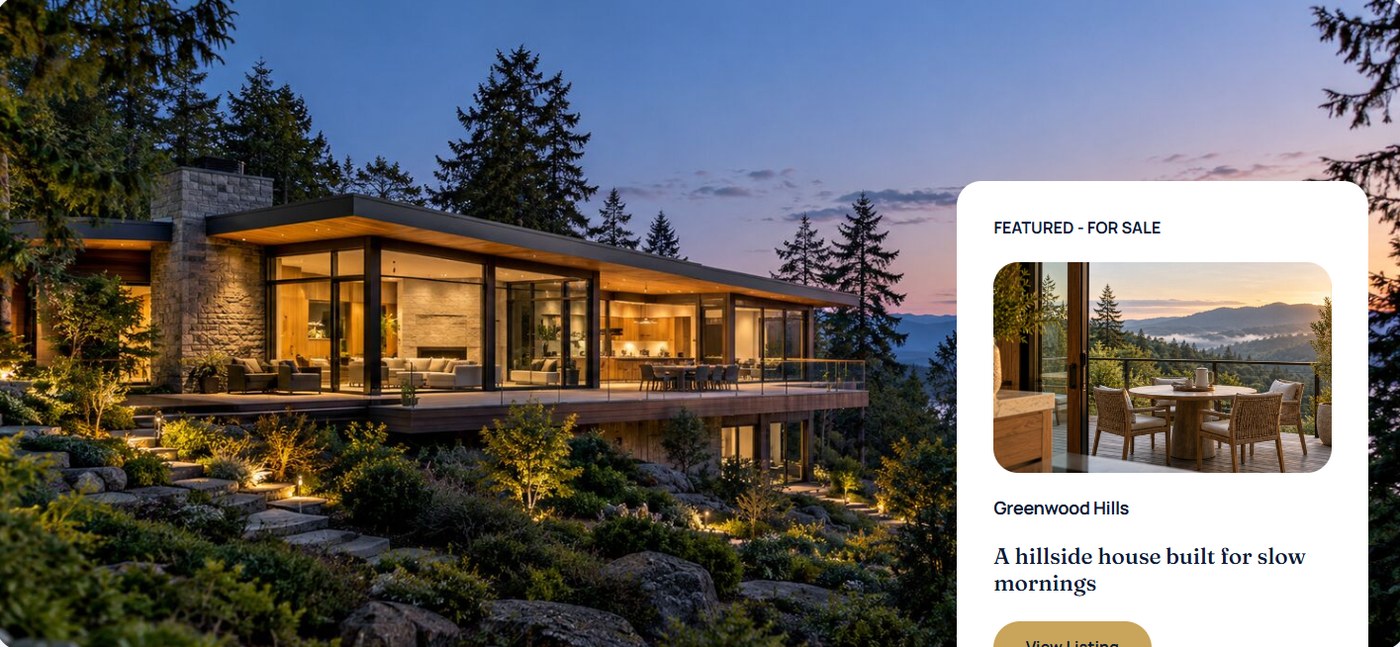 FEATURED - FOR SALE
Greenwood Hills
A hillside house built for slow
mornings
View Listing